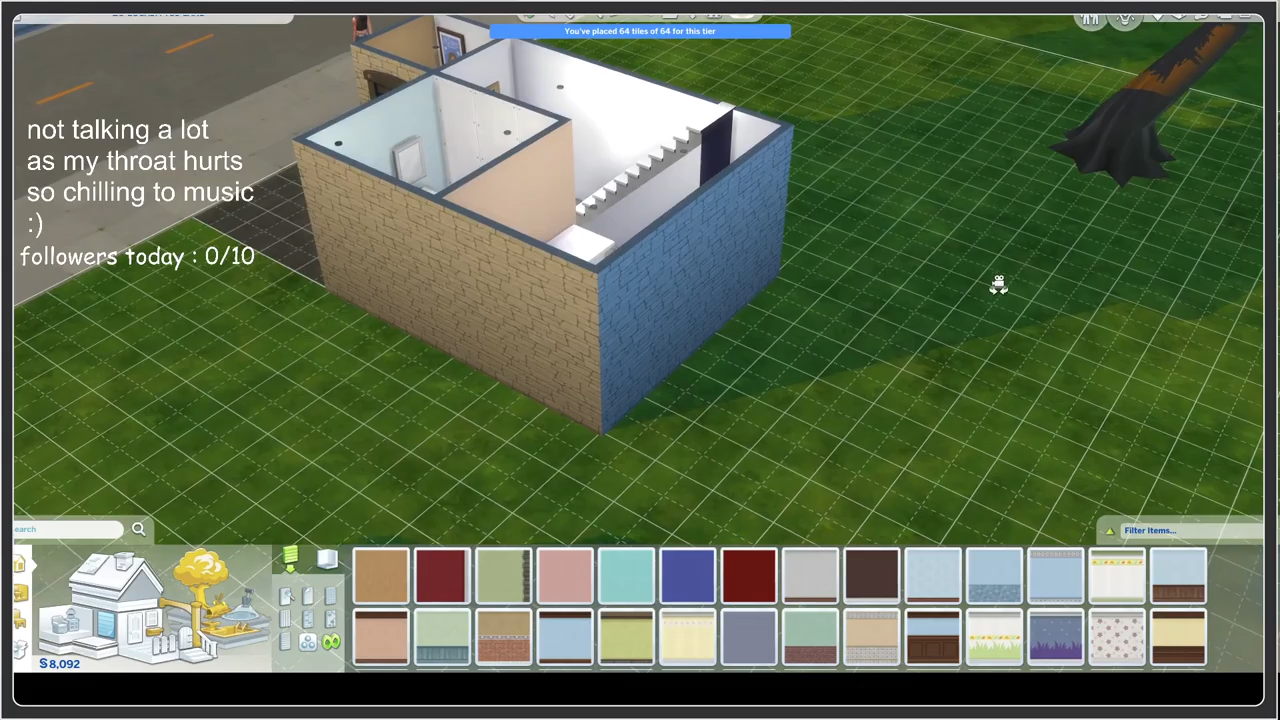 You've placed 64 tiles of 64 for this tier
not talking a lot
as my throat hurts
so chilling to music
:)
followers today : 0/10
earch
Filter Items...
§8,092